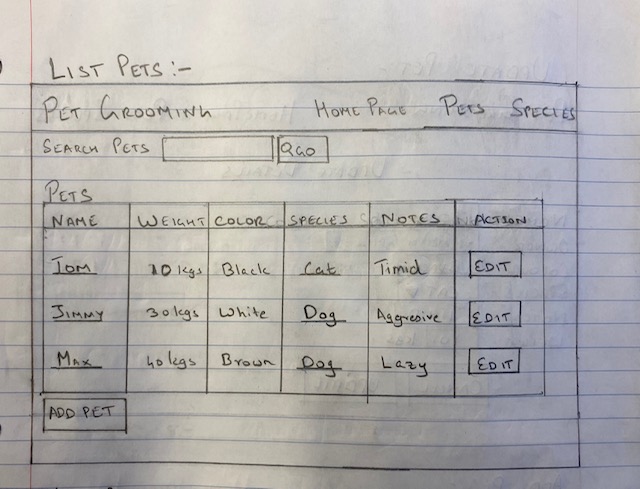 LIST PETS :-
PET GROOMING HOME PAGE PETS SPECIES
SEARCH PETS GO
PETS
NAME WEIGHT COLOR SPECIES NOTES ACTION
TOM 10 kgs Black Cat Timid EDIT
JIMMY 30 kgs White Dog Aggresive EDIT
MAX 40 kgs Brown Dog Lazy EDIT
ADD PET